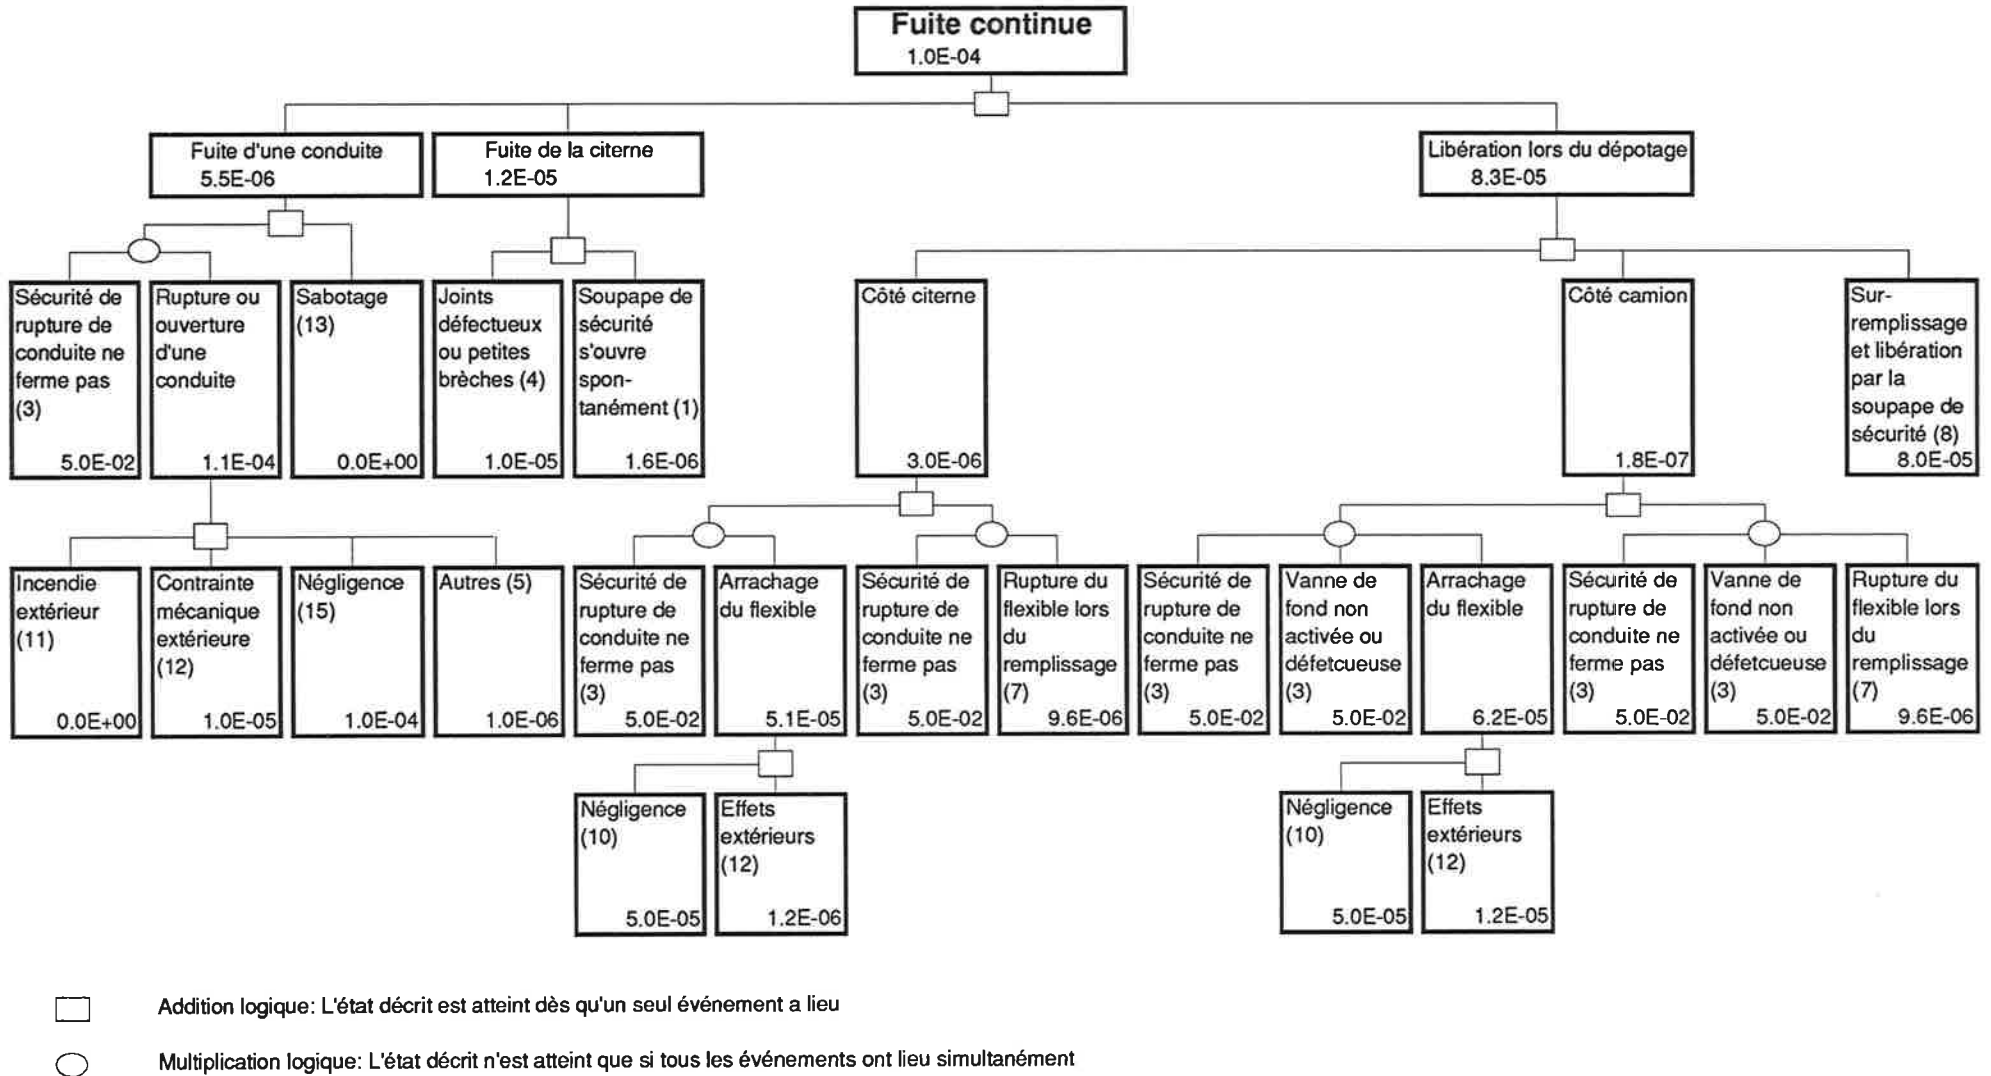 Fuite continue
1.0E-04
Fuite d'une conduite
5.5E-06
Fuite de la citerne
1.2E-05
Libération lors du dépotage
8.3E-05
Sécurité de
rupture de
conduite ne
ferme pas
(3)
5.0E-02
Rupture ou
ouverture
d'une
conduite
1.1E-04
Sabotage
(13)
0.0E+00
Joints
défectueux
ou petites
brèches (4)
1.0E-05
Soupape de
sécurité
s'ouvre
spon-
tanément (1)
1.6E-06
Côté citerne
3.0E-06
Côté camion
1.8E-07
Sur-
remplissage
et libération
par la
soupape de
sécurité (8)
8.0E-05
Incendie
extérieur
(11)
0.0E+00
Contrainte
mécanique
extérieure
(12)
1.0E-05
Négligence
(15)
1.0E-04
Autres (5)
1.0E-06
Sécurité de
rupture de
conduite ne
ferme pas
(3)
5.0E-02
Arrachage
du flexible
5.1E-05
Sécurité de
rupture de
conduite ne
ferme pas
(3)
5.0E-02
Rupture du
flexible lors
du
remplissage
(7)
9.6E-06
Sécurité de
rupture de
conduite ne
ferme pas
(3)
5.0E-02
Vanne de
fond non
activée ou
défetcueuse
(3)
5.0E-02
Arrachage
du flexible
6.2E-05
Sécurité de
rupture de
conduite ne
ferme pas
(3)
5.0E-02
Vanne de
fond non
activée ou
défetcueuse
(3)
5.0E-02
Rupture du
flexible lors
du
remplissage
(7)
9.6E-06
Négligence
(10)
5.0E-05
Effets
extérieurs
(12)
1.2E-06
Négligence
(10)
5.0E-05
Effets
extérieurs
(12)
1.2E-05
Addition logique: L'état décrit est atteint dès qu'un seul événement a lieu
Multiplication logique: L'état décrit n'est atteint que si tous les événements ont lieu simultanément